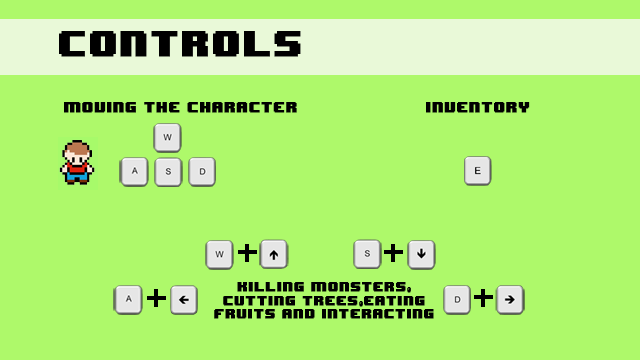 CONTROLS
MOVING THE CHARACTER
INVENTORY
W
A S D
E
W + ↑
S + ↓
A + ←
KILLING MONSTERS,
CUTTING TREES,EATING
FRUITS AND INTERACTING
D + →